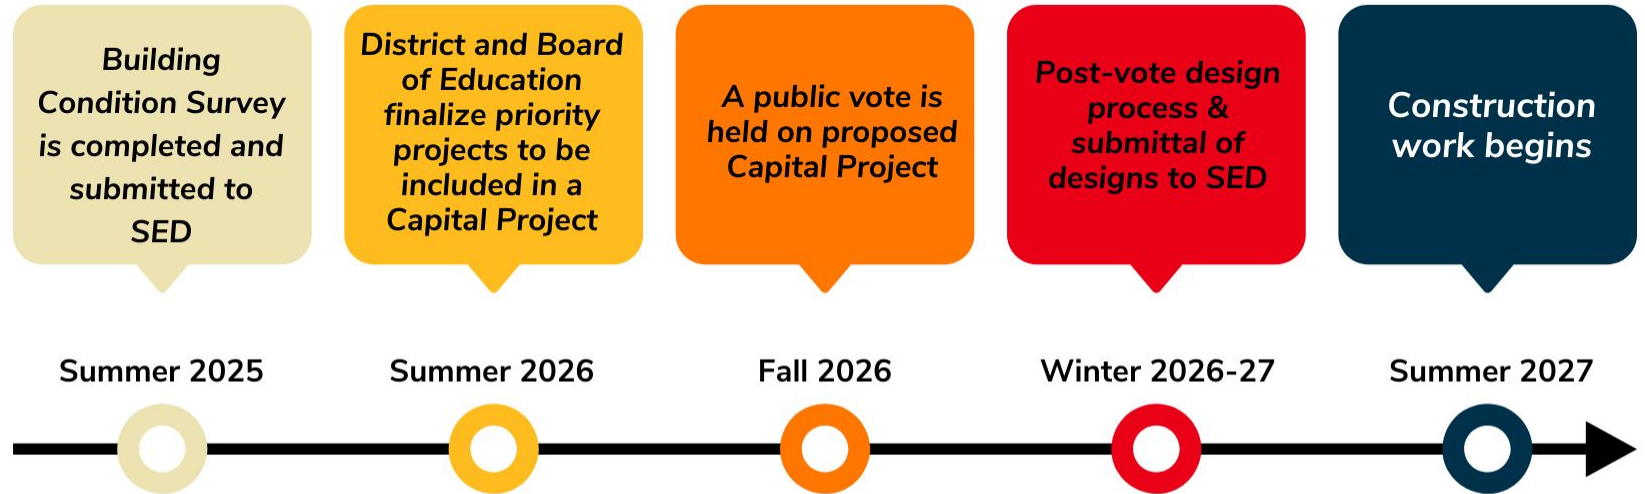 Building
Condition Survey
is completed and
submitted to
SED
District and Board
of Education
finalize priority
projects to be
included in a
Capital Project
A public vote is
held on proposed
Capital Project
Post-vote design
process &
submittal of
designs to SED
Construction
work begins
Summer 2025
Summer 2026
Fall 2026
Winter 2026-27
Summer 2027